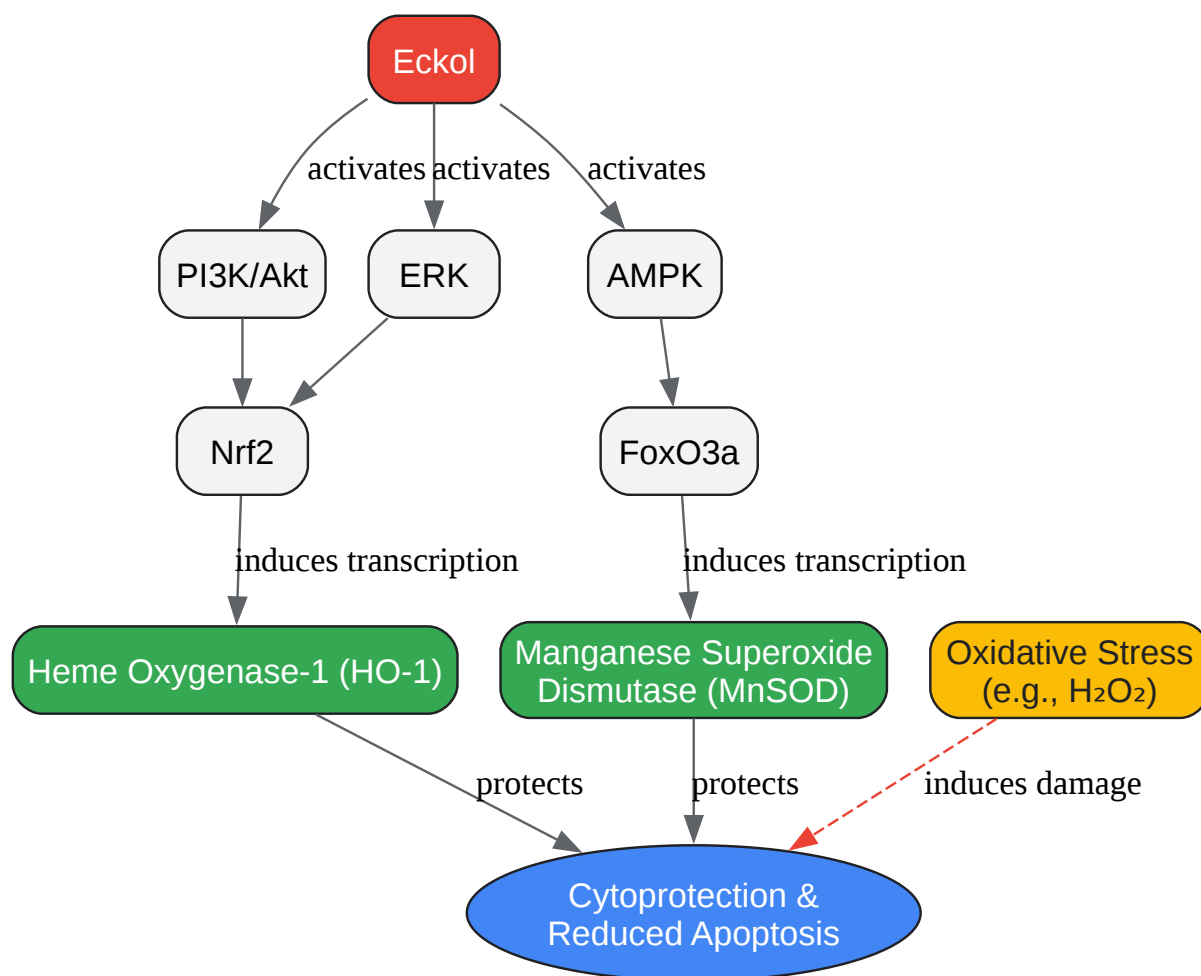 Eckol
activates
activates
activates
PI3K/Akt
ERK
AMPK
Nrf2
FoxO3a
induces transcription
induces transcription
Heme Oxygenase-1 (HO-1)
Manganese Superoxide
Dismutase (MnSOD)
Oxidative Stress
(e.g., H₂O₂)
protects
protects
induces damage
Cytoprotection &
Reduced Apoptosis